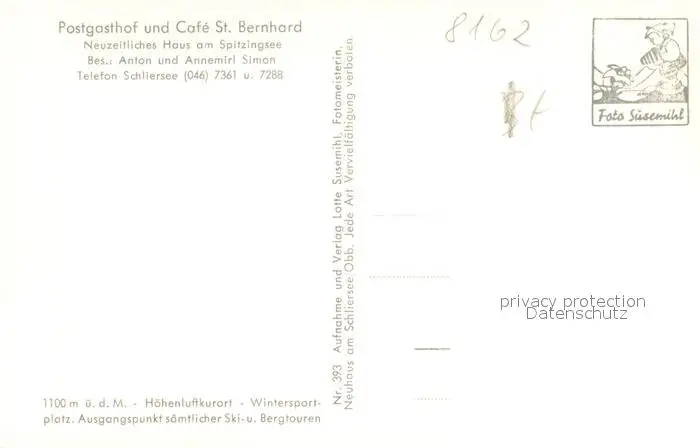 Postgasthof und Café St. Bernhard
Neuzeitliches Haus am Spitzingsee
Bes.: Anton und Annemirl Simon
Telefon Schliersee (046) 7361 u. 7288
8162
Foto Susemihl
Nr. 393 Aufnahme und Verlag Lotte Susemihl, Fotomeisterin,
Neuhaus am Schliersee/Obb. Jede Art Vervielfältigung verboten.
privacy protection
Datenschutz
1100 m ü. d. M. - Höhenluftkurort - Wintersport-
platz. Ausgangspunkt sämtlicher Ski- u. Bergtouren